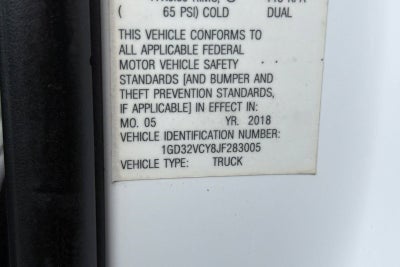 (    65 PSI) COLD    DUAL
THIS VEHICLE CONFORMS TO
ALL APPLICABLE FEDERAL
MOTOR VEHICLE SAFETY
STANDARDS [AND BUMPER AND
THEFT PREVENTION STANDARDS,
IF APPLICABLE] IN EFFECT IN:
MO. 05    YR. 2018
VEHICLE IDENTIFICATION NUMBER:
1GD32VCY8JF283005
VEHICLE TYPE:    TRUCK